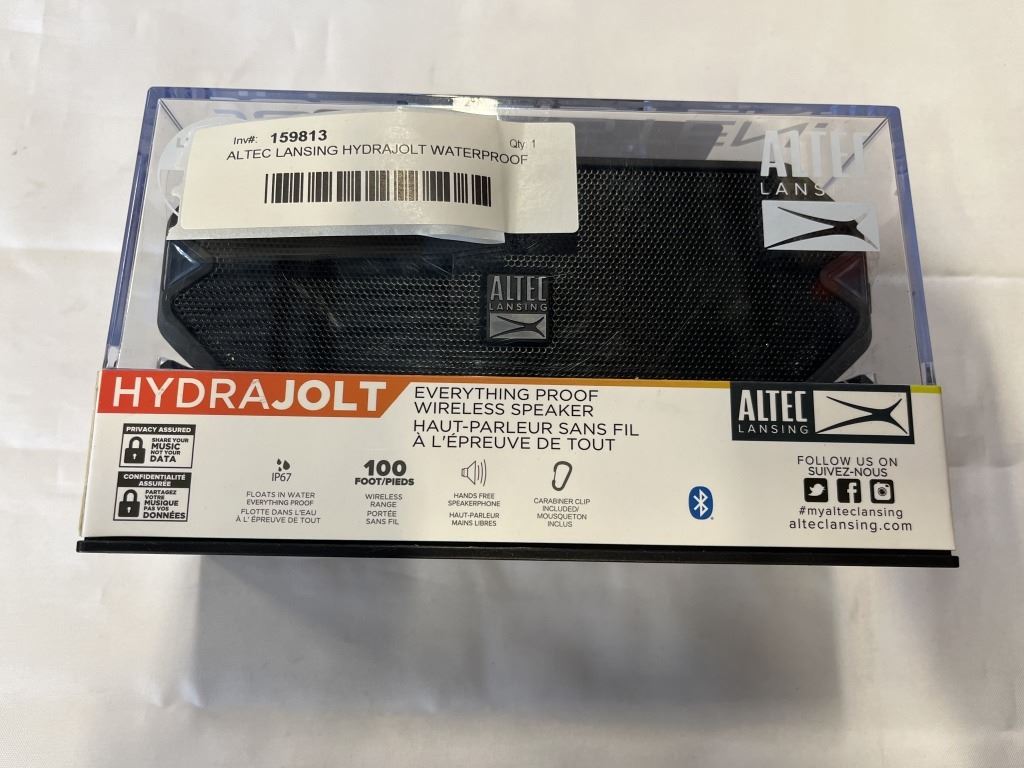 Inv#: 159813 Qty: 1
ALTEC LANSING HYDRAJOLT WATERPROOF
ALTEC
LANS
ALTEC
LANSING
HYDRAJOLT
EVERYTHING PROOF
WIRELESS SPEAKER
HAUT-PARLEUR SANS FIL
À L'ÉPREUVE DE TOUT
ALTEC
LANSING
PRIVACY ASSURED
SHARE YOUR
MUSIC
NOT YOUR
DATA
CONFIDENTIALITÉ
ASSURÉE
PARTAGEZ
VOTRE
MUSIQUE
PAS VOS
DONNÉES
IP67
FLOATS IN WATER
EVERYTHING PROOF
FLOTTE DANS L'EAU
À L' ÉPREUVE DE TOUT
100
FOOT/PIEDS
WIRELESS
RANGE
PORTÉE
SANS FIL
HANDS FREE
SPEAKERPHONE
HAUT-PARLEUR
MAINS LIBRES
CARABINER CLIP
INCLUDED/
MOUSQUETON
INCLUS
FOLLOW US ON
SUIVEZ-NOUS
#myalteclansing
alteclansing.com